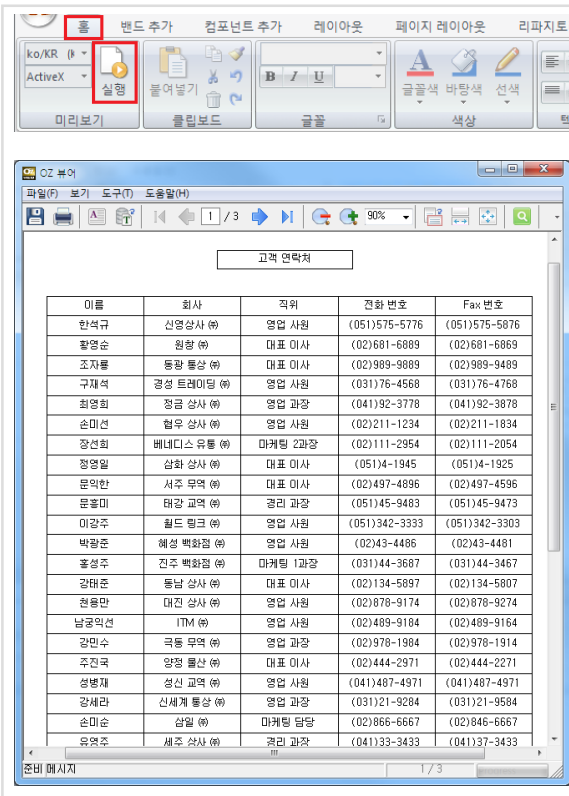 홈 밴드 추가 컴포넌트 추가 레이아웃 페이지 레이아웃 리파지토
ko/KR (
ActiveX
실행 붙여넣기 B I U 글꼴색 바탕색 선색
미리보기 클립보드 글꼴 색상
OZ 뷰어
파일(F) 보기 도구(T) 도움말(H)
1 / 3 90%
고객 연락처
이름 회사 직위 전화 번호 Fax 번호
한석규 신영상사 ㈜ 영업 사원 (051)575-5776 (051)575-5876
황영순 원창 ㈜ 대표 이사 (02)681-6889 (02)681-6869
조자룡 동광 통상 ㈜ 대표 이사 (02)989-9889 (02)989-9489
구재석 경성 트레이딩 ㈜ 영업 사원 (031)76-4568 (031)76-4768
최영희 정금 상사 ㈜ 영업 과장 (041)92-3778 (041)92-3878
손미선 협우 상사 ㈜ 영업 사원 (02)211-1234 (02)211-1834
장선희 베네디스 유통 ㈜ 마케팅 2과장 (02)111-2954 (02)111-2054
정영일 삼화 상사 ㈜ 대표 이사 (051)4-1945 (051)4-1925
문익한 서주 무역 ㈜ 대표 이사 (02)497-4896 (02)497-4596
문흥미 태강 교역 ㈜ 경리 과장 (051)45-9483 (051)45-9473
이강주 월드 링크 ㈜ 영업 사원 (051)342-3333 (051)342-3303
박광준 혜성 백화점 ㈜ 영업 사원 (02)43-4486 (02)43-4481
홍성주 진주 백화점 ㈜ 마케팅 1과장 (031)44-3687 (031)44-3467
강태준 동남 상사 ㈜ 대표 이사 (02)134-5897 (02)134-5807
천용만 대진 상사 ㈜ 영업 사원 (02)878-9174 (02)878-9274
남궁익선 ITM ㈜ 영업 사원 (02)489-9184 (02)489-9164
강민수 극동 무역 ㈜ 영업 과장 (02)978-1984 (02)978-1914
주진국 양정 물산 ㈜ 대표 이사 (02)444-2971 (02)444-2271
성병재 성신 교역 ㈜ 영업 사원 (041)487-4971 (041)487-4971
강세라 신세계 통상 ㈜ 영업 과장 (031)21-9284 (031)21-9584
손미순 삼일 ㈜ 마케팅 담당 (02)866-6667 (02)846-6667
유영주 세주 상사 ㈜ 경리 과장 (041)33-3433 (041)37-3433
준비 메시지 1 / 3